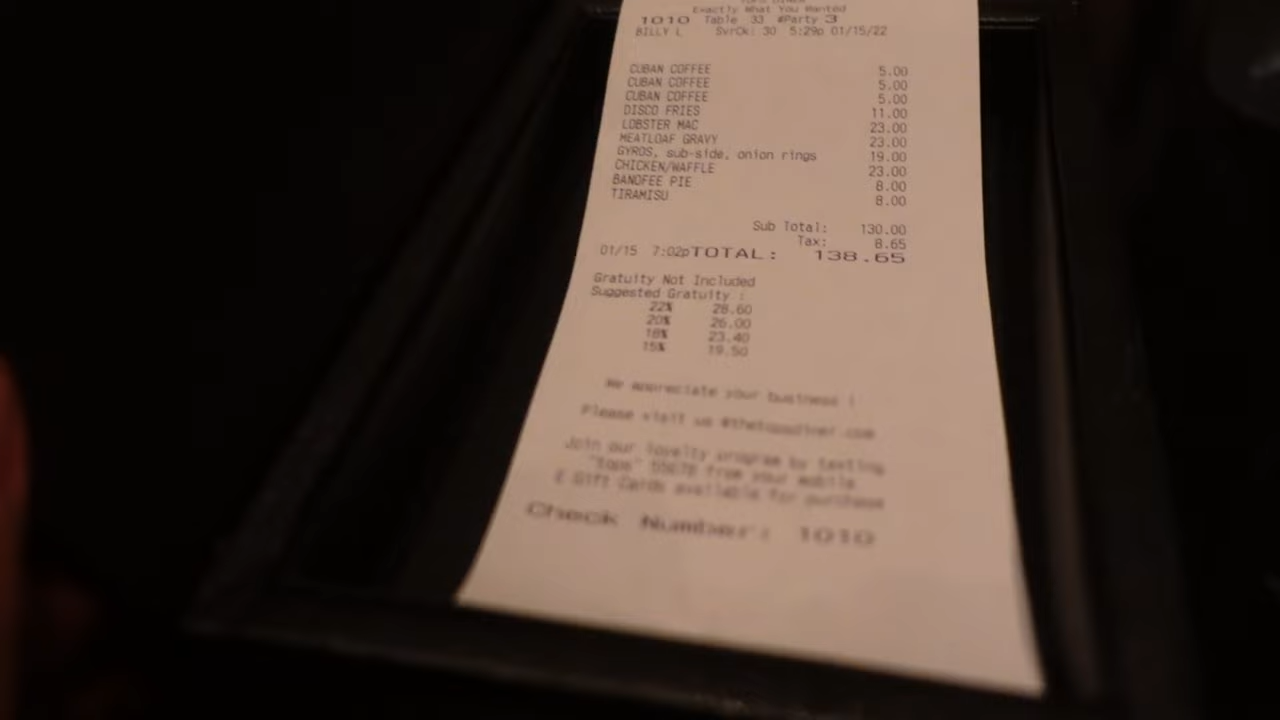 TOPS DINER
Exactly What You Wanted
1010 Table 33 #Party 3
BILLY L SvrCk: 30 5:29p 01/15/22
CUBAN COFFEE 5.00
CUBAN COFFEE 5.00
CUBAN COFFEE 5.00
DISCO FRIES 11.00
LOBSTER MAC 23.00
MEATLOAF GRAVY 23.00
GYROS, sub-side, onion rings 19.00
CHICKEN/WAFFLE 23.00
BANOFEE PIE 8.00
TIRAMISU 8.00
Sub Total: 130.00
Tax: 8.65
01/15 7:02p TOTAL: 138.65
Gratuity Not Included
Suggested Gratuity :
22% 28.60
20% 26.00
18% 23.40
15% 19.50
We appreciate your business !
Please visit us @thetopsdiner.com
Join our loyalty program by texting
"tops" 55678 from your mobile
E Gift Cards available for purchase
Check Number: 1010